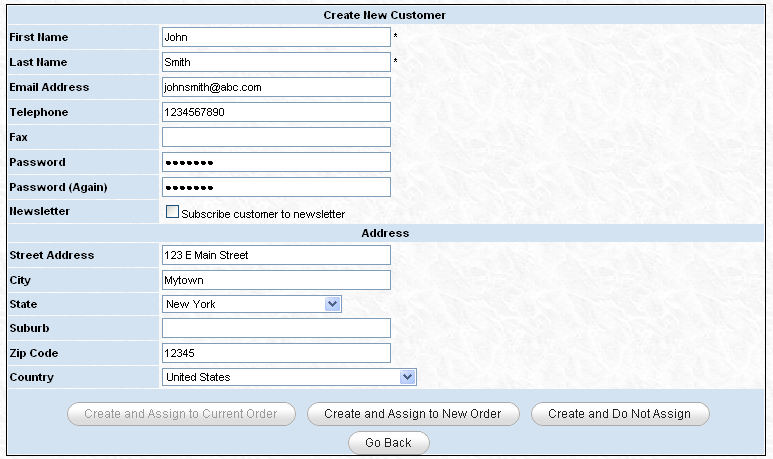 Create New Customer
First Name John *
Last Name Smith *
Email Address johnsmith@abc.com
Telephone 1234567890
Fax
Password •••••••
Password (Again) •••••••
Newsletter Subscribe customer to newsletter
Address
Street Address 123 E Main Street
City Mytown
State New York
Suburb
Zip Code 12345
Country United States
Create and Assign to Current Order Create and Assign to New Order Create and Do Not Assign
Go Back